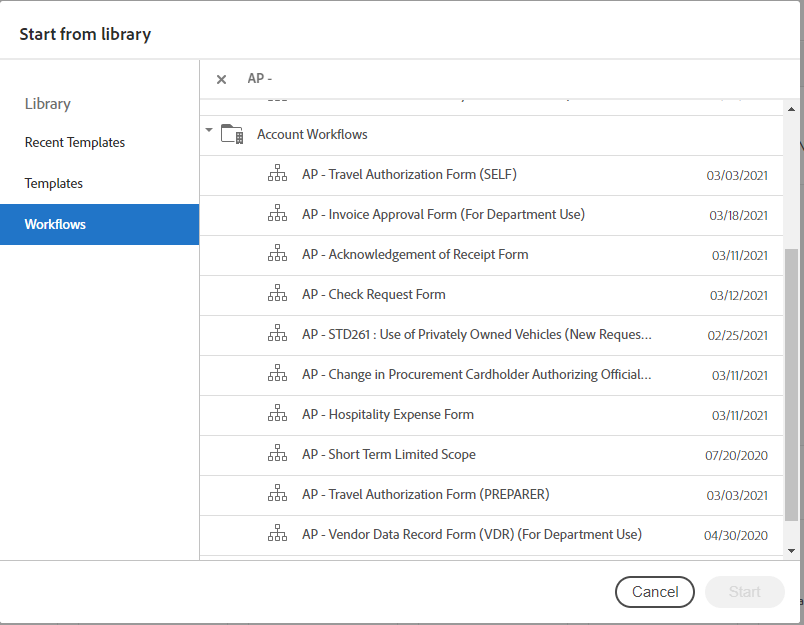 Start from library
Library
Recent Templates
Templates
Workflows
AP -
Account Workflows
AP - Travel Authorization Form (SELF) 03/03/2021
AP - Invoice Approval Form (For Department Use) 03/18/2021
AP - Acknowledgement of Receipt Form 03/11/2021
AP - Check Request Form 03/12/2021
AP - STD261 : Use of Privately Owned Vehicles (New Reques... 02/25/2021
AP - Change in Procurement Cardholder Authorizing Official... 03/11/2021
AP - Hospitality Expense Form 03/11/2021
AP - Short Term Limited Scope 07/20/2020
AP - Travel Authorization Form (PREPARER) 03/03/2021
AP - Vendor Data Record Form (VDR) (For Department Use) 04/30/2020
Cancel Start